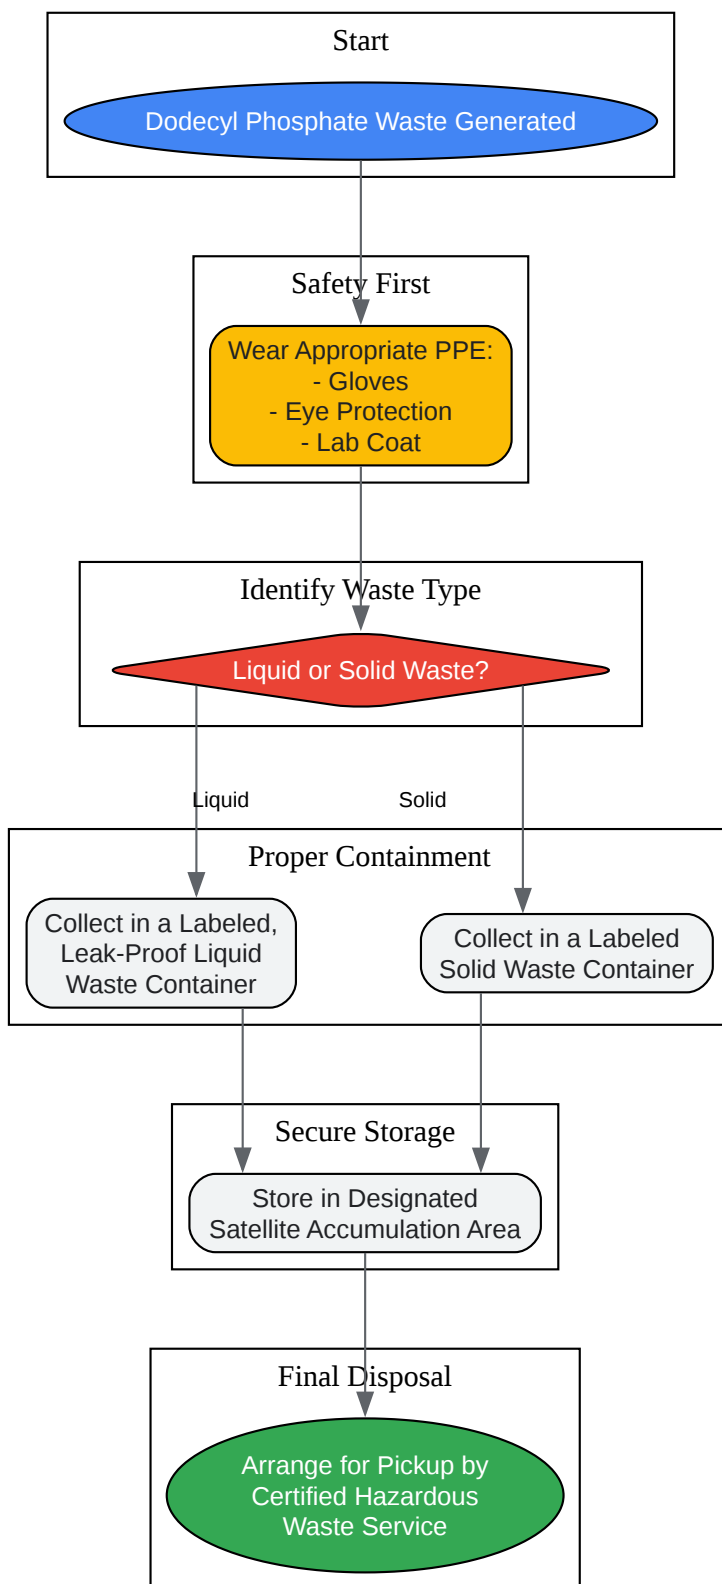 Start
Dodecyl Phosphate Waste Generated
Safety First
Wear Appropriate PPE:
- Gloves
- Eye Protection
- Lab Coat
Identify Waste Type
Liquid or Solid Waste?
Liquid
Solid
Proper Containment
Collect in a Labeled,
Leak-Proof Liquid
Waste Container
Collect in a Labeled
Solid Waste Container
Secure Storage
Store in Designated
Satellite Accumulation Area
Final Disposal
Arrange for Pickup by
Certified Hazardous
Waste Service